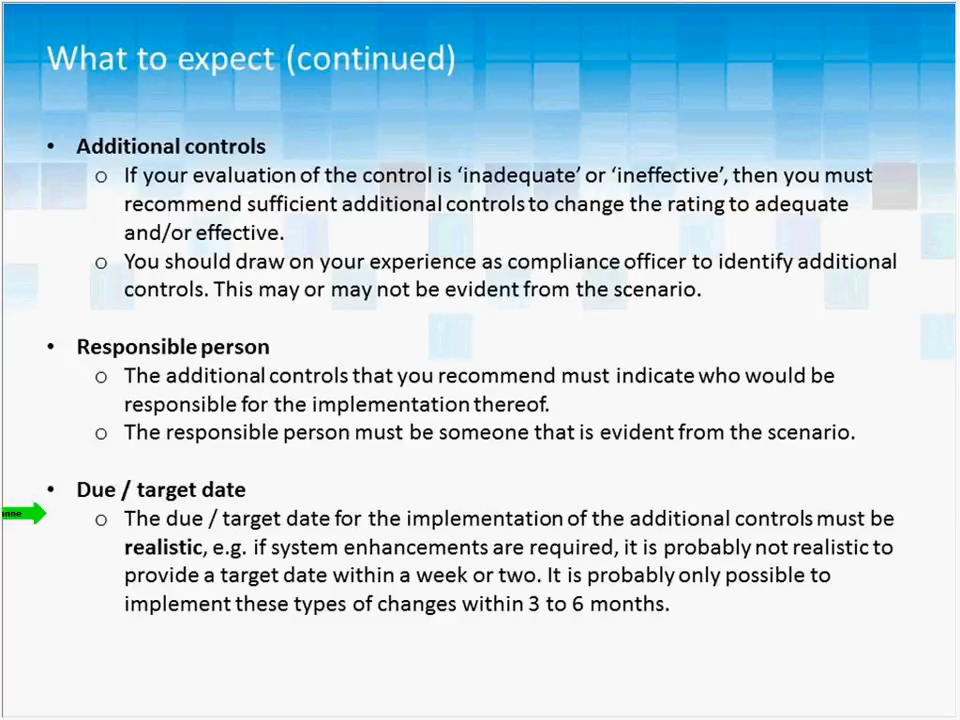 What to expect (continued)
• Additional controls
o If your evaluation of the control is ‘inadequate’ or ‘ineffective’, then you must
recommend sufficient additional controls to change the rating to adequate
and/or effective.
o You should draw on your experience as compliance officer to identify additional
controls. This may or may not be evident from the scenario.
• Responsible person
o The additional controls that you recommend must indicate who would be
responsible for the implementation thereof.
o The responsible person must be someone that is evident from the scenario.
• Due / target date
o The due / target date for the implementation of the additional controls must be
realistic, e.g. if system enhancements are required, it is probably not realistic to
provide a target date within a week or two. It is probably only possible to
implement these types of changes within 3 to 6 months.